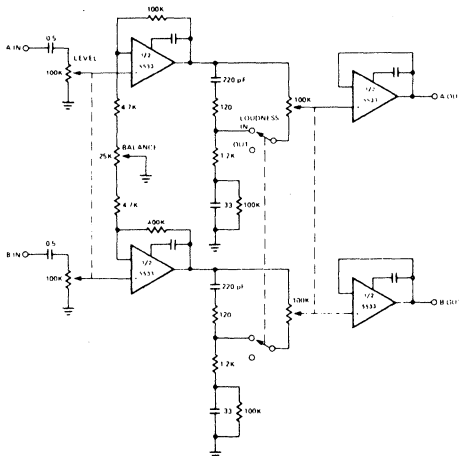 100K
A IN
0.5
LEVEL
100K
1/2
5533
4.7K
25K
BALANCE
4.7K
720 pF
120
LOUDNESS
IN
OUT
1.2K
33
100K
100K
1/2
5533
A OUT
B IN
0.5
100K
400K
1/2
5533
220 pF
120
1.2K
33
100K
100K
1/2
5533
B OUT